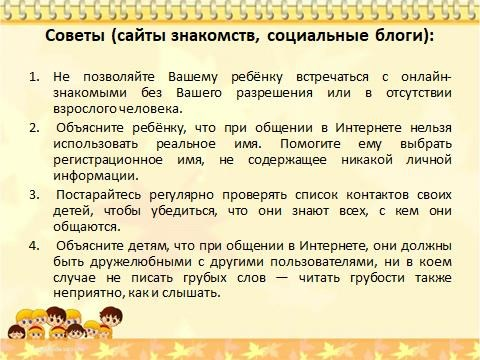 Советы (сайты знакомств, социальные блоги):
1. Не позволяйте Вашему ребёнку встречаться с онлайн-
знакомыми без Вашего разрешения или в отсутствии
взрослого человека.
2. Объясните ребёнку, что при общении в Интернете нельзя
использовать реальное имя. Помогите ему выбрать
регистрационное имя, не содержащее никакой личной
информации.
3. Постарайтесь регулярно проверять список контактов своих
детей, чтобы убедиться, что они знают всех, с кем они
общаются.
4. Объясните детям, что при общении в Интернете, они должны
быть дружелюбными с другими пользователями, ни в коем
случае не писать грубых слов — читать грубости также
неприятно, как и слышать.